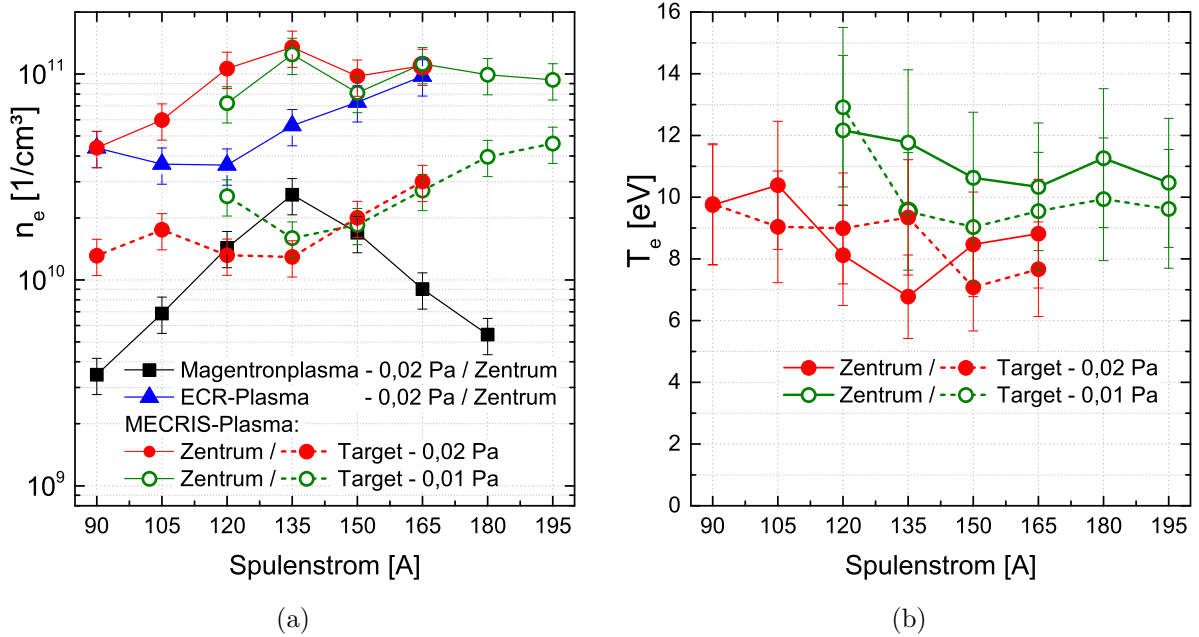 10¹¹
10¹⁰
10⁹
nₑ [1/cm³]
Magentronplasma - 0,02 Pa / Zentrum
ECR-Plasma - 0,02 Pa / Zentrum
MECRIS-Plasma:
Zentrum / Target - 0,02 Pa
Zentrum / Target - 0,01 Pa
90 105 120 135 150 165 180 195
Spulenstrom [A]
(a)
16
14
12
10
8
6
4
2
0
Tₑ [eV]
Zentrum / Target - 0,02 Pa
Zentrum / Target - 0,01 Pa
90 105 120 135 150 165 180 195
Spulenstrom [A]
(b)